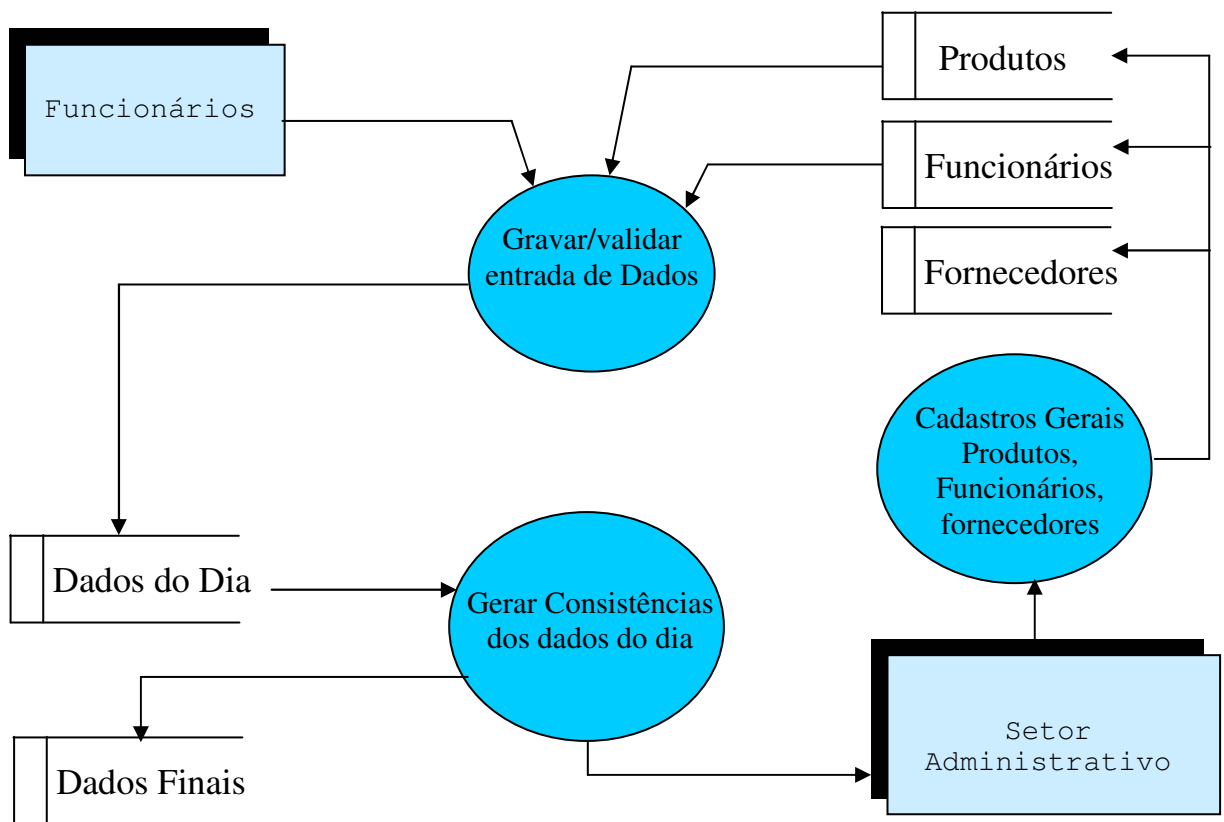 Funcionários
Produtos
Funcionários
Fornecedores
Gravar/validar
entrada de Dados
Cadastros Gerais
Produtos,
Funcionários,
fornecedores
Dados do Dia
Gerar Consistências
dos dados do dia
Setor
Administrativo
Dados Finais